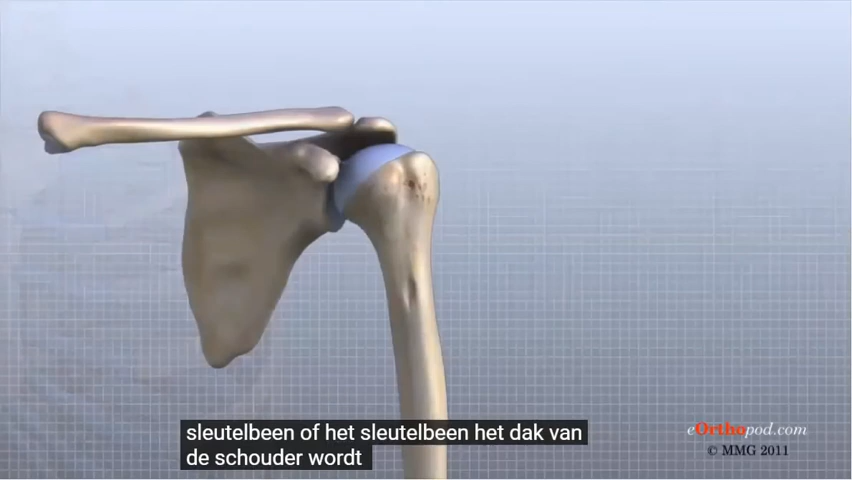 sleutelbeen of het sleutelbeen het dak van
de schouder wordt
eOrthopod.com
© MMG 2011